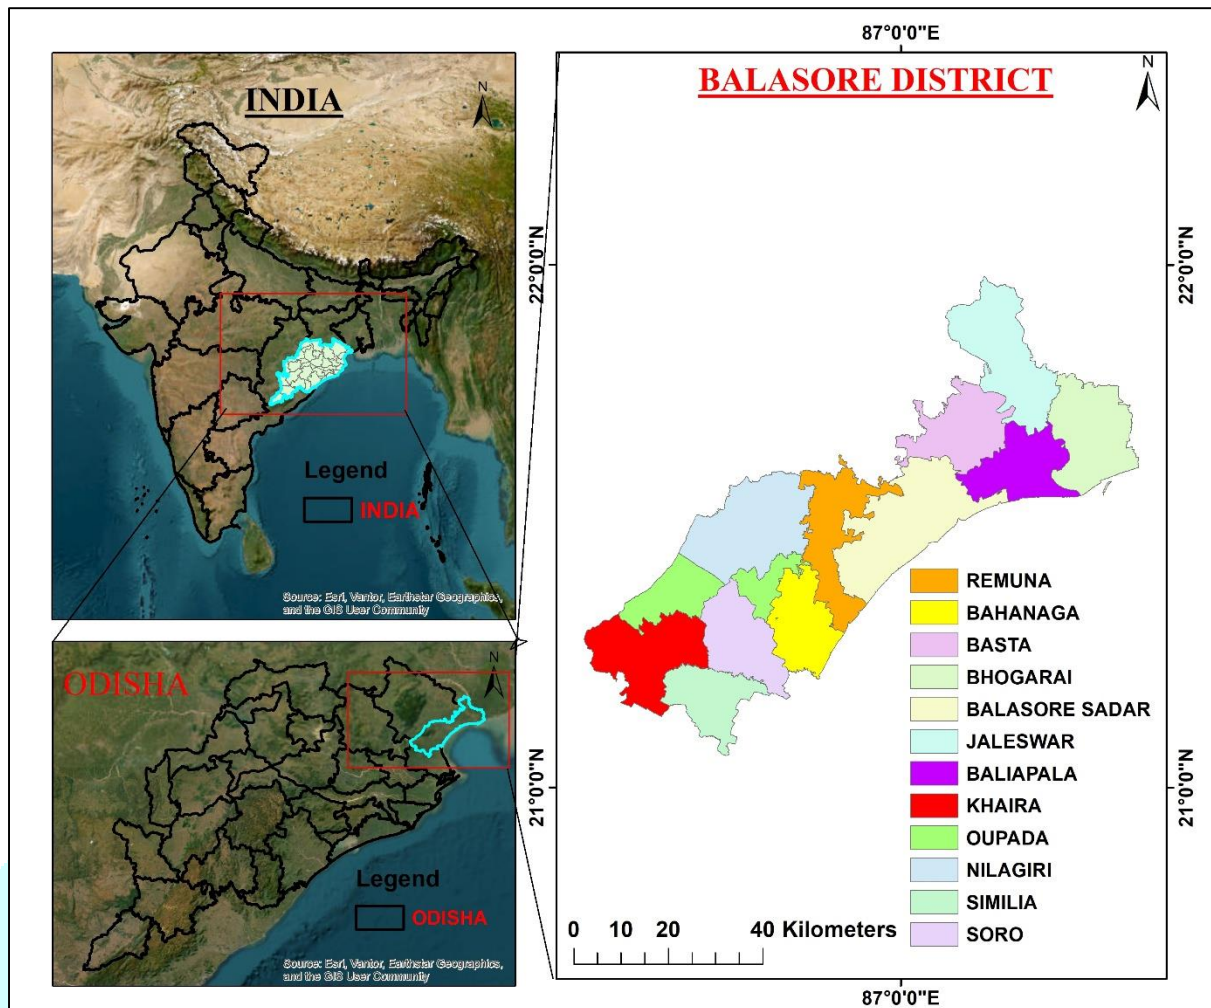 INDIA
N
Legend
INDIA
Source: Esri, Vantor, Earthstar Geographics,
and the GIS User Community
ODISHA
N
Legend
ODISHA
Source: Esri, Vantor, Earthstar Geographics,
and the GIS User Community
87°0'0"E
BALASORE DISTRICT
N
22°0'0"N
22°0'0"N
21°0'0"N
21°0'0"N
REMUNA
BAHANAGA
BASTA
BHOGARAI
BALASORE SADAR
JALESWAR
BALIAPALA
KHAIRA
OUPADA
NILAGIRI
SIMILIA
SORO
0 10 20 40 Kilometers
87°0'0"E